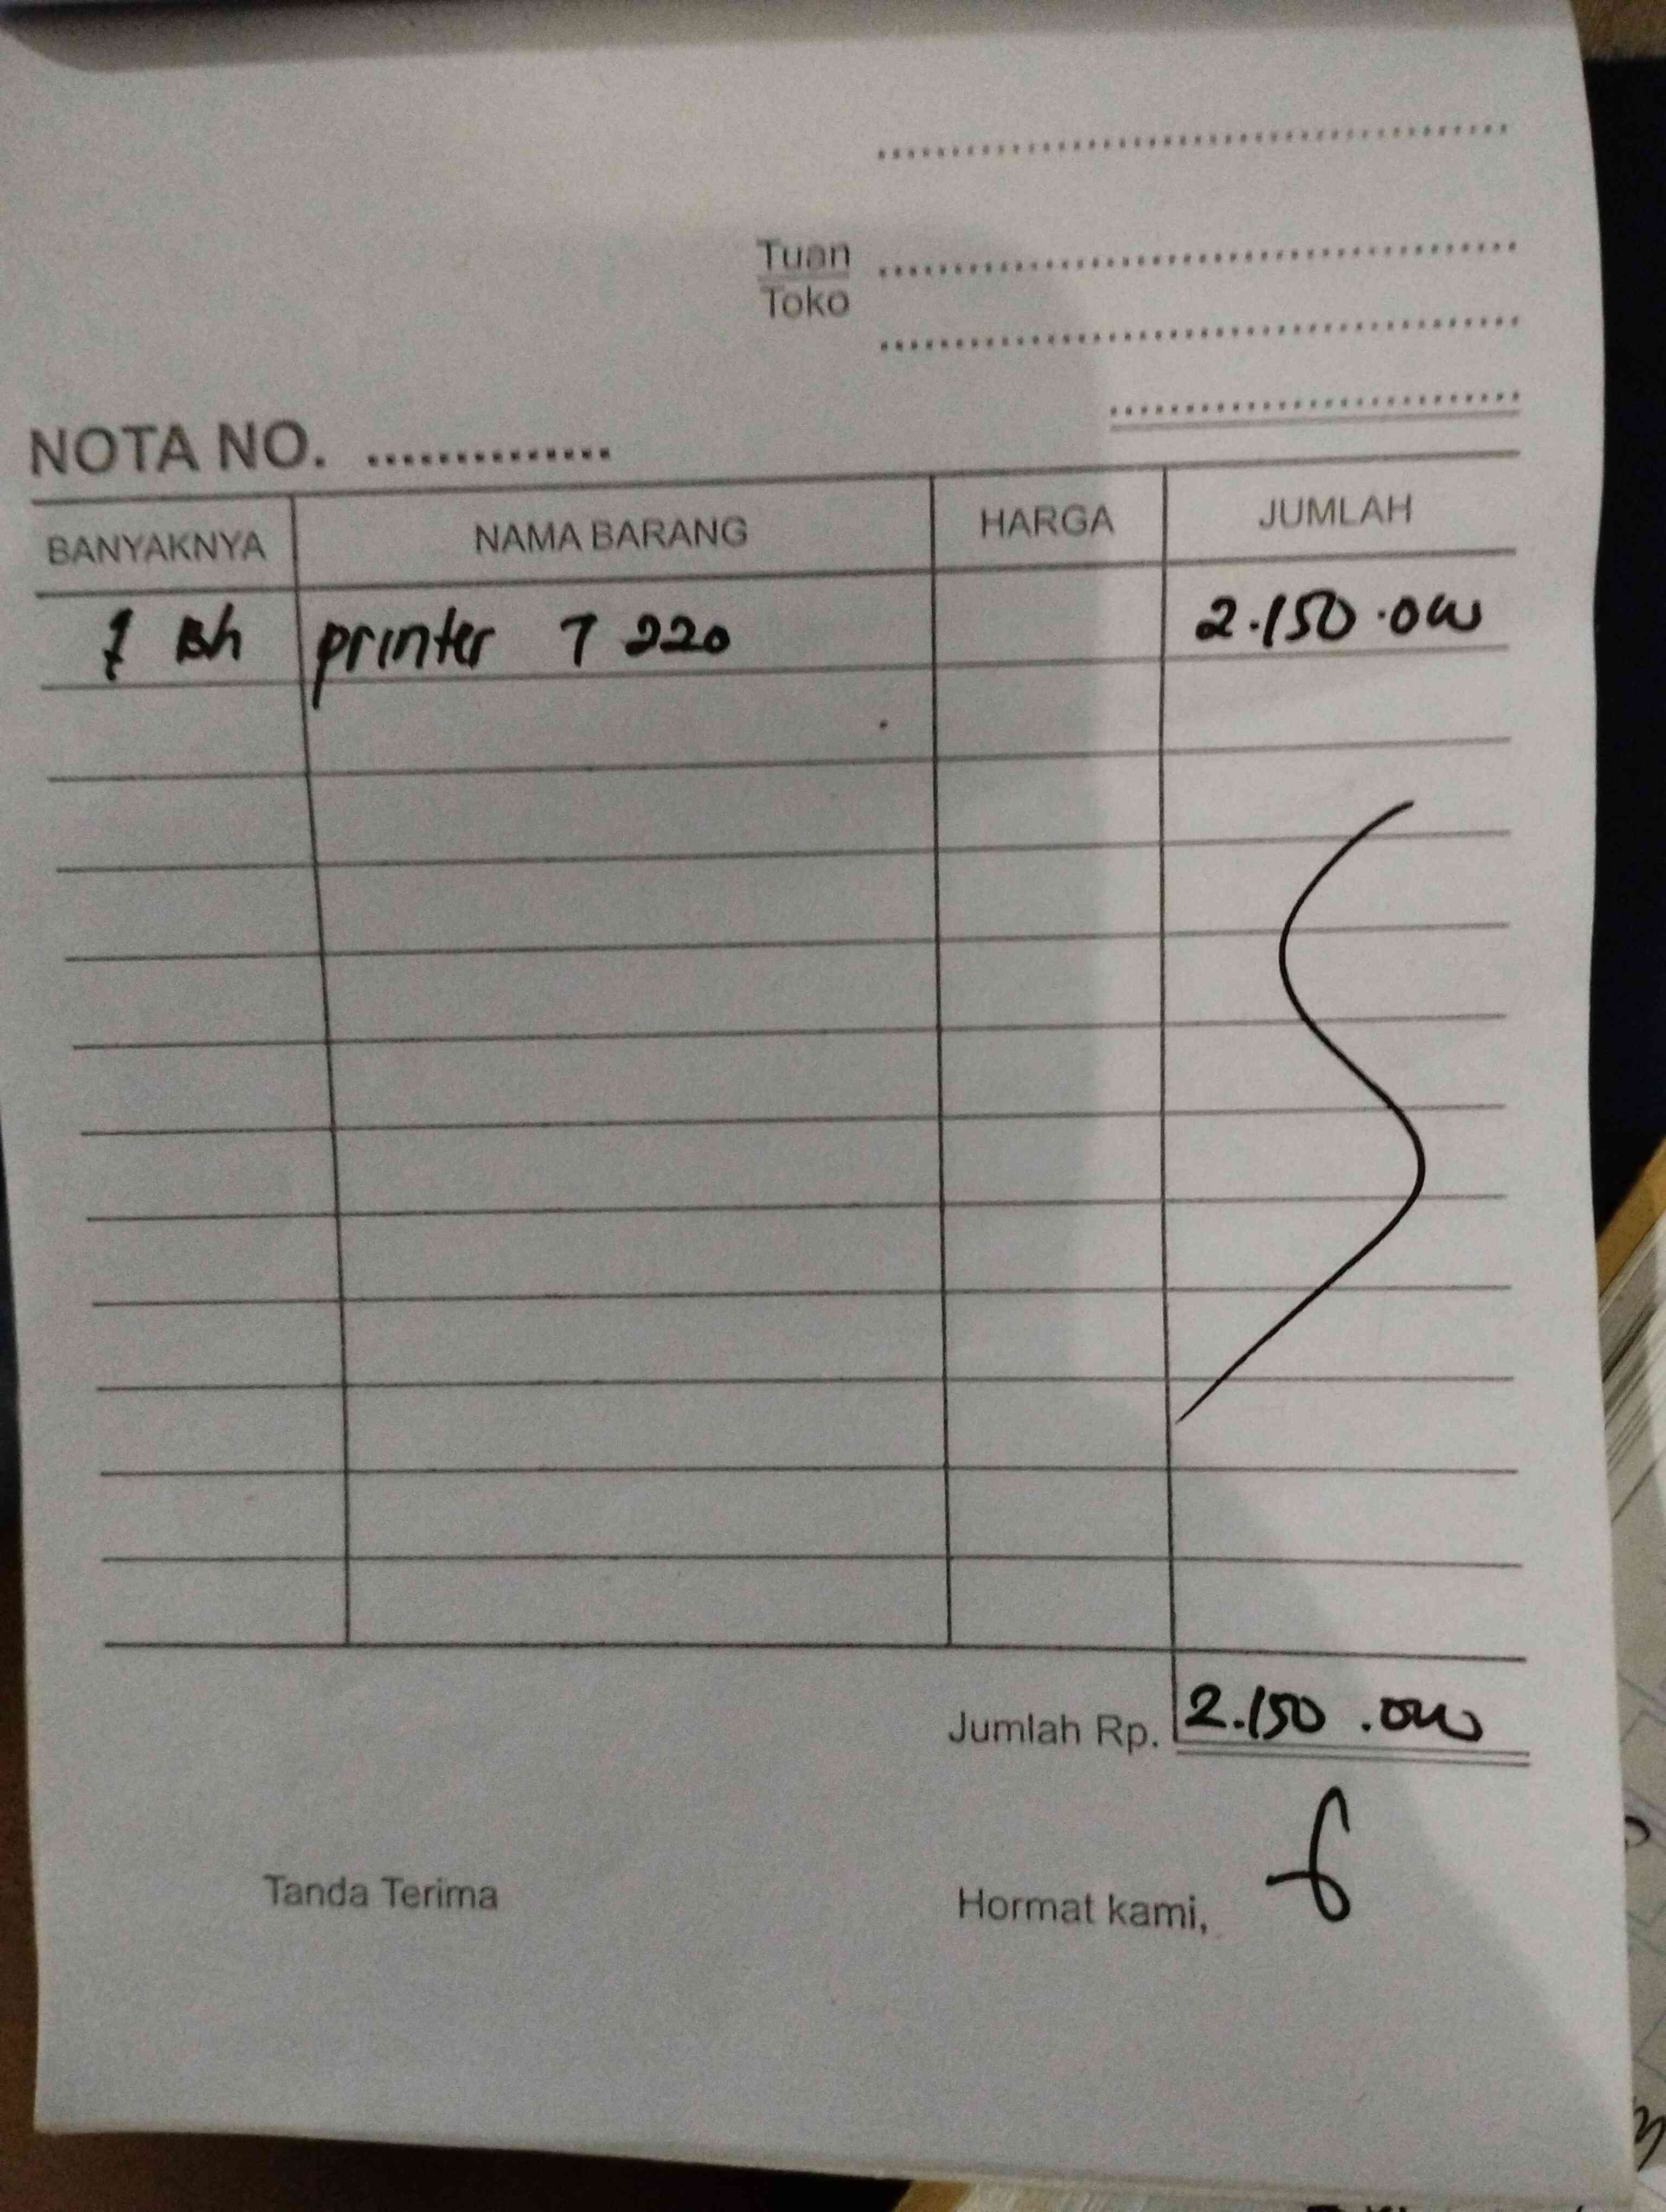 Tuan
Toko
NOTA NO. ..............
BANYAKNYA NAMA BARANG HARGA JUMLAH
1 Bh printer T 220 2.150.000
Jumlah Rp. 2.150.000
Tanda Terima Hormat kami,